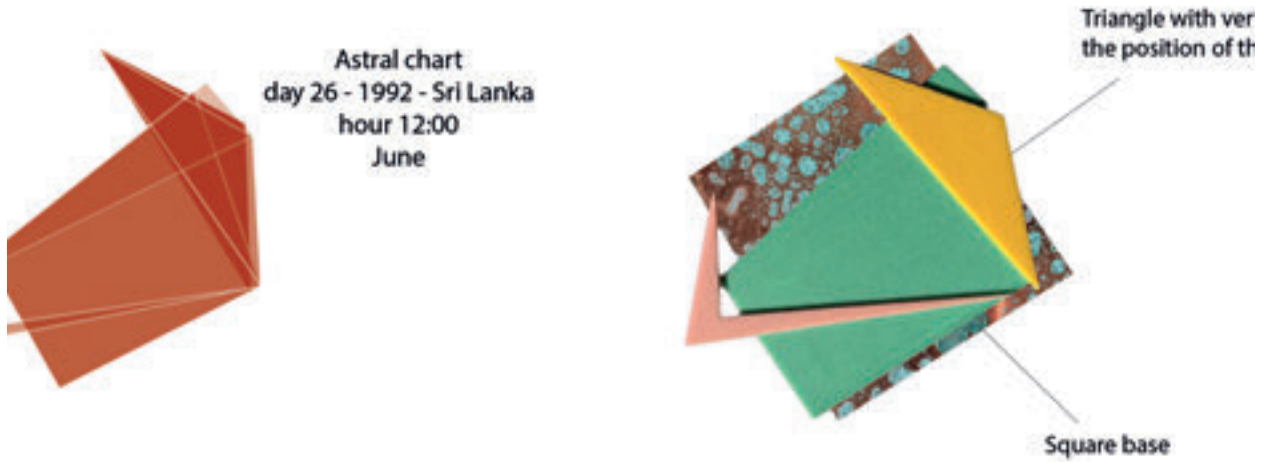 Astral chart
day 26 - 1992 - Sri Lanka
hour 12:00
June
Triangle with ver
the position of th
Square base